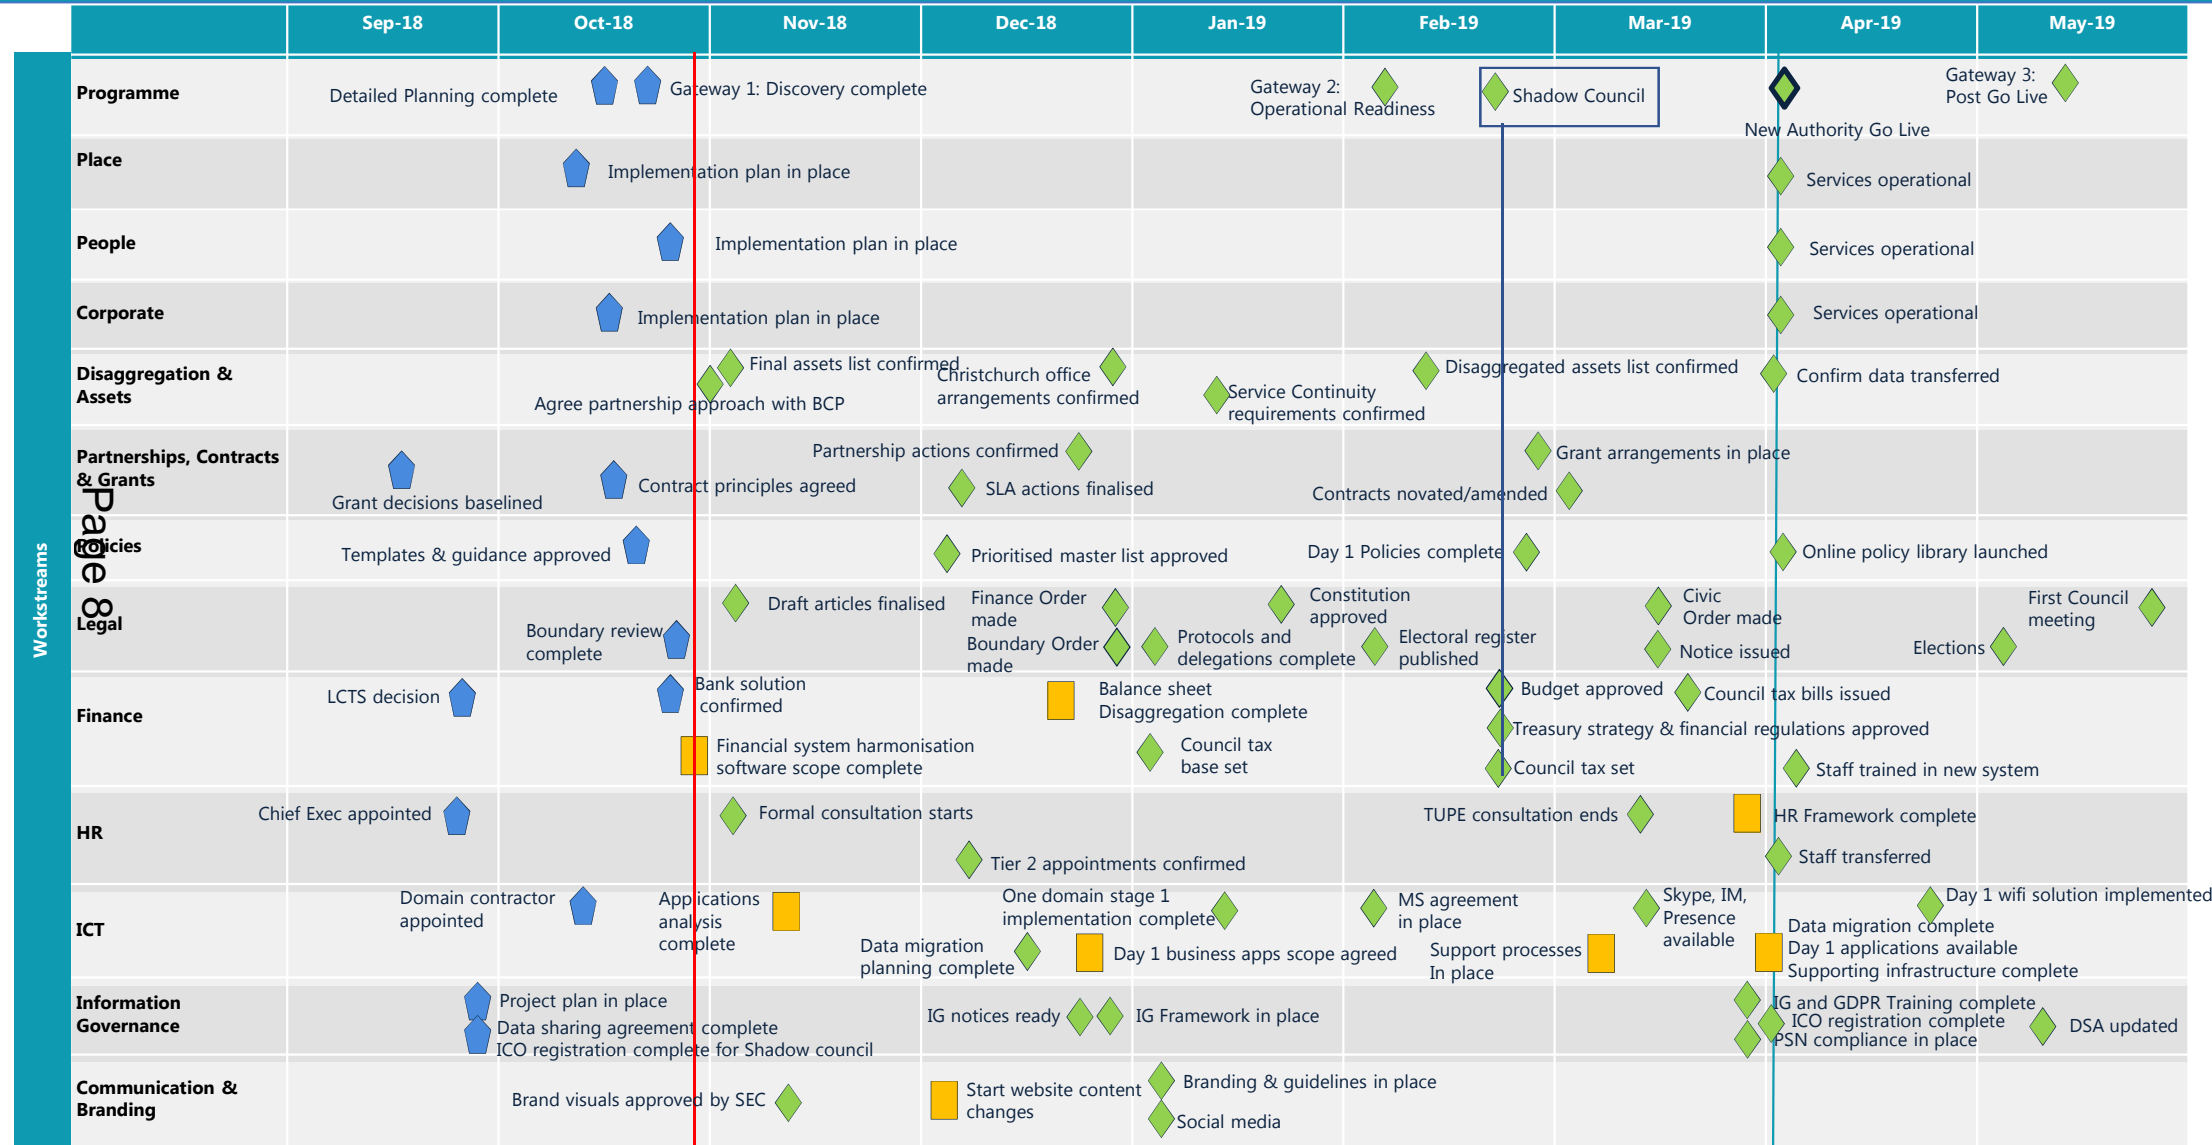 Sep-18
Oct-18
Nov-18
Dec-18
Jan-19
Feb-19
Mar-19
Apr-19
May-19
Workstreams
Page 8
Programme
Detailed Planning complete
Gateway 1: Discovery complete
Gateway 2:
Operational Readiness
Shadow Council
New Authority Go Live
Gateway 3:
Post Go Live
Place
Implementation plan in place
Services operational
People
Implementation plan in place
Services operational
Corporate
Implementation plan in place
Services operational
Disaggregation &
Assets
Final assets list confirmed
Agree partnership approach with BCP
Christchurch office
arrangements confirmed
Service Continuity
requirements confirmed
Disaggregated assets list confirmed
Confirm data transferred
Partnerships, Contracts
& Grants
Grant decisions baselined
Contract principles agreed
Partnership actions confirmed
SLA actions finalised
Grant arrangements in place
Contracts novated/amended
Policies
Templates & guidance approved
Prioritised master list approved
Day 1 Policies complete
Online policy library launched
Legal
Boundary review
complete
Draft articles finalised
Finance Order
made
Boundary Order
made
Constitution
approved
Protocols and
delegations complete
Electoral register
published
Civic
Order made
Notice issued
First Council
meeting
Elections
Finance
LCTS decision
Bank solution
confirmed
Financial system harmonisation
software scope complete
Balance sheet
Disaggregation complete
Council tax
base set
Budget approved
Council tax bills issued
Treasury strategy & financial regulations approved
Council tax set
Staff trained in new system
HR
Chief Exec appointed
Formal consultation starts
Tier 2 appointments confirmed
TUPE consultation ends
HR Framework complete
Staff transferred
ICT
Domain contractor
appointed
Applications
analysis
complete
One domain stage 1
implementation complete
Data migration
planning complete
Day 1 business apps scope agreed
MS agreement
in place
Support processes
In place
Skype, IM,
Presence
available
Day 1 wifi solution implemented
Data migration complete
Day 1 applications available
Supporting infrastructure complete
Information
Governance
Project plan in place
Data sharing agreement complete
ICO registration complete for Shadow council
IG notices ready
IG Framework in place
IG and GDPR Training complete
ICO registration complete
PSN compliance in place
DSA updated
Communication &
Branding
Brand visuals approved by SEC
Start website content
changes
Branding & guidelines in place
Social media